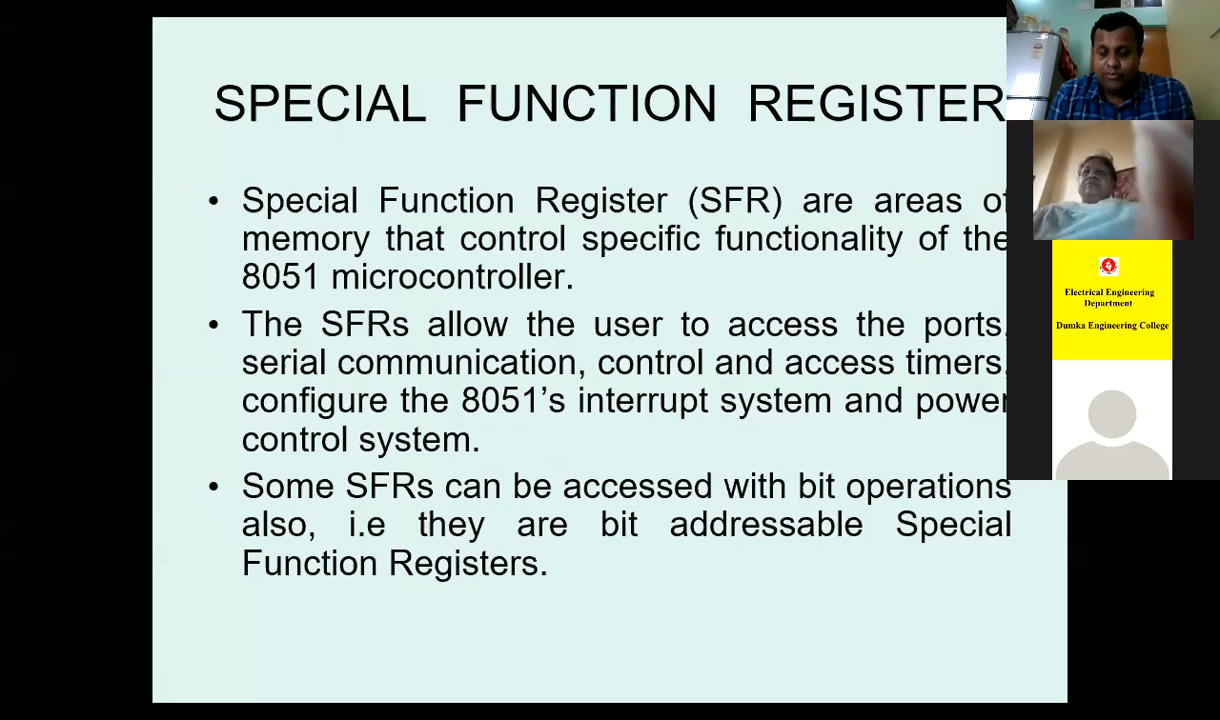 SPECIAL FUNCTION REGISTER
• Special Function Register (SFR) are areas of
memory that control specific functionality of the
8051 microcontroller.
• The SFRs allow the user to access the ports,
serial communication, control and access timers,
configure the 8051’s interrupt system and power
control system.
• Some SFRs can be accessed with bit operations
also, i.e they are bit addressable Special
Function Registers.
Electrical Engineering
Department
Dumka Engineering College